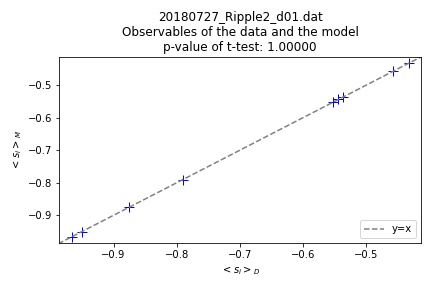 20180727_Ripple2_d01.dat
Observables of the data and the model
p-value of t-test: 1.00000
−0.5
−0.6
−0.7
−0.8
−0.9
< s_i >_M
y=x
−0.9 −0.8 −0.7 −0.6 −0.5
< s_i >_D